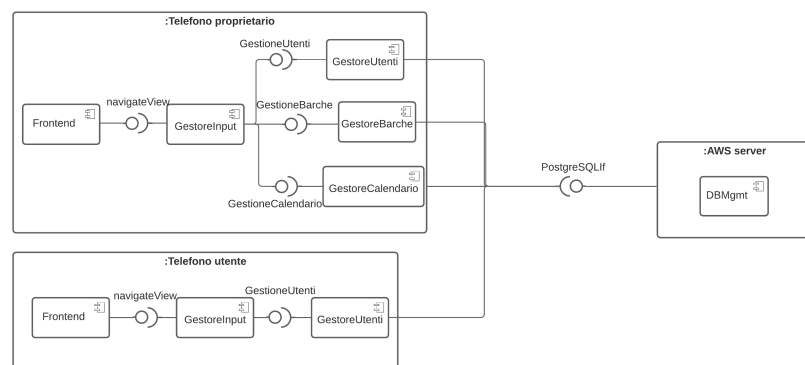 :Telefono proprietario
GestioneUtenti
GestoreUtenti
navigateView
GestioneBarche
Frontend
GestoreInput
GestoreBarche
GestoreCalendario
GestioneCalendario
PostgreSQLIf
:AWS server
DBMgmt
:Telefono utente
navigateView
GestioneUtenti
Frontend
GestoreInput
GestoreUtenti